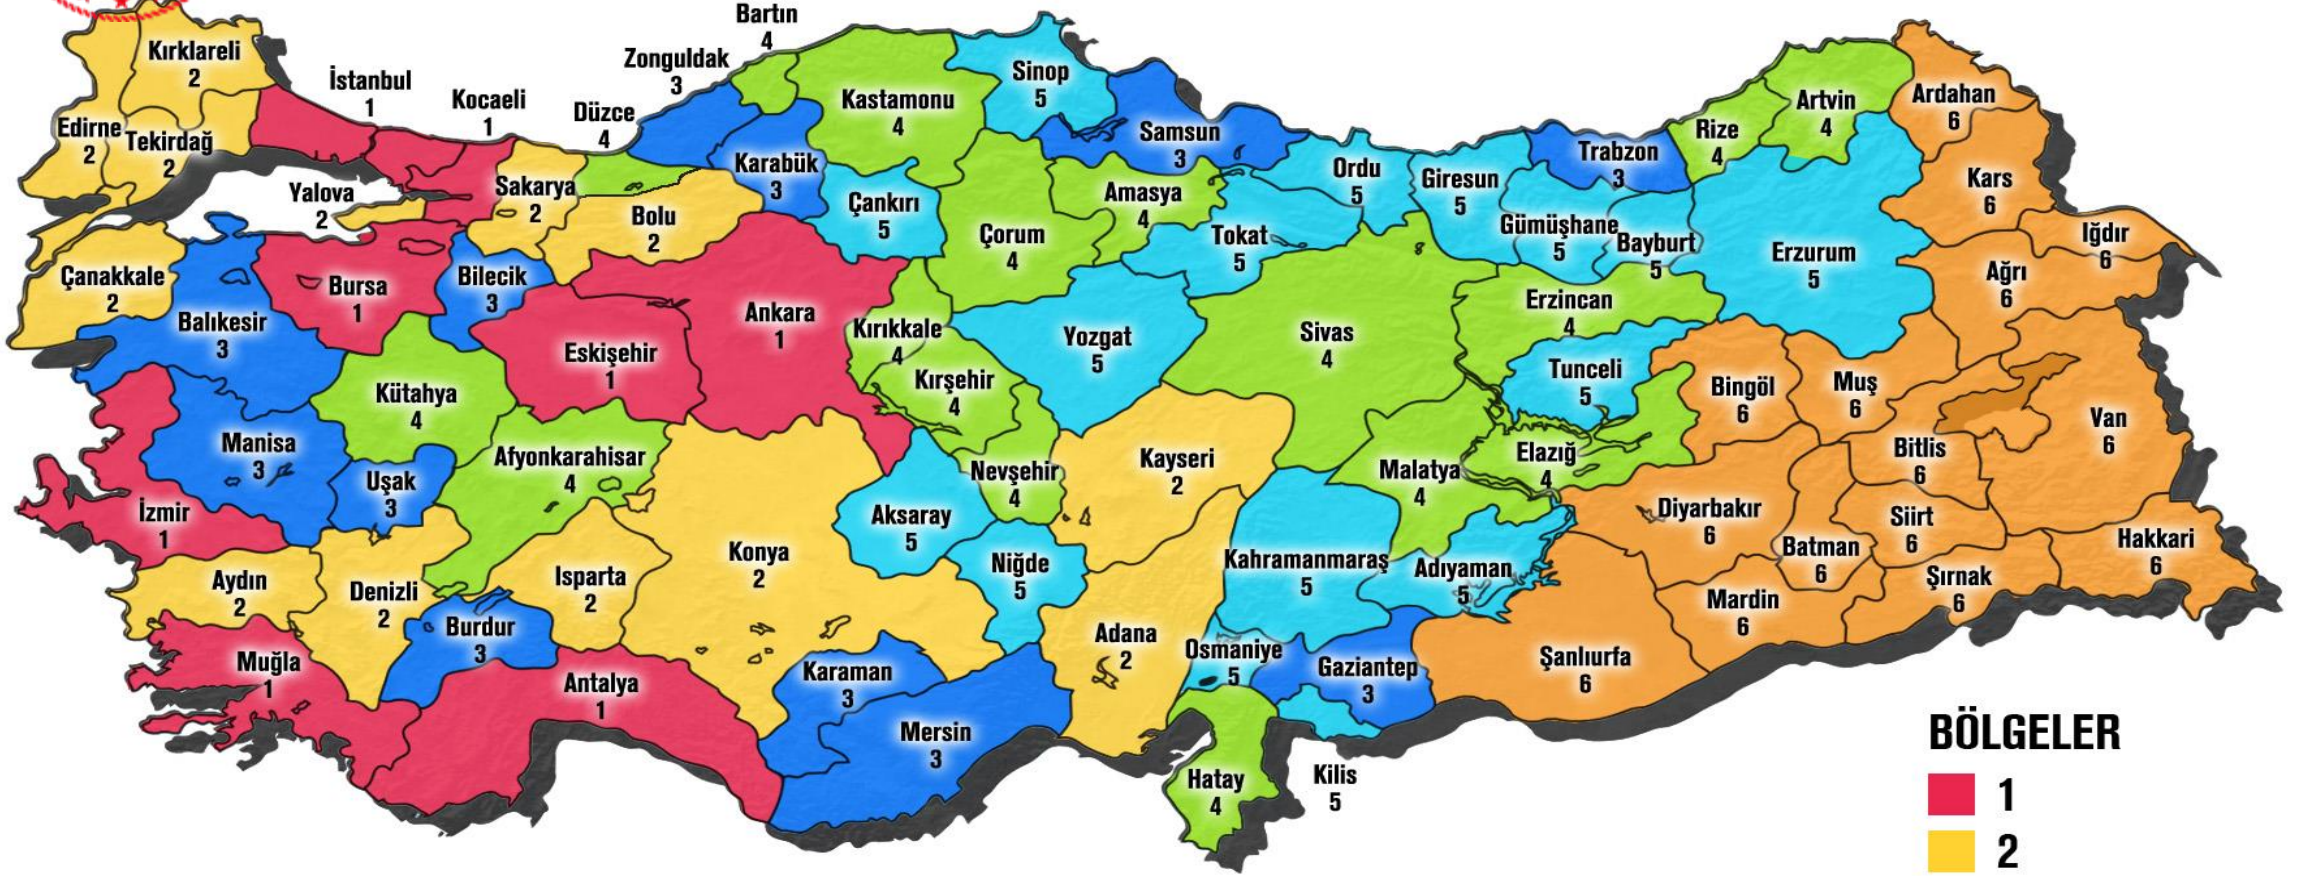 Bartın
4
Kırklareli
2
Zonguldak
3
İstanbul
1
Kocaeli
1
Düzce
4
Sinop
5
Kastamonu
4
Artvin
4
Ardahan
6
Edirne
2
Tekirdağ
2
Samsun
3
Rize
4
Karabük
3
Trabzon
3
Yalova
2
Sakarya
2
Ordu
5
Giresun
5
Kars
6
Bolu
2
Çankırı
5
Amasya
4
Çorum
4
Tokat
5
Gümüşhane
5
Bayburt
5
Erzurum
5
Iğdır
6
Çanakkale
2
Bursa
1
Bilecik
3
Ağrı
6
Balıkesir
3
Eskişehir
1
Ankara
1
Kırıkkale
4
Yozgat
5
Sivas
4
Erzincan
4
Kütahya
4
Kırşehir
4
Tunceli
5
Bingöl
6
Muş
6
Van
6
Manisa
3
Uşak
3
Afyonkarahisar
4
Nevşehir
4
Kayseri
2
Malatya
4
Elazığ
4
Bitlis
6
İzmir
1
Aksaray
5
Diyarbakır
6
Siirt
6
Batman
6
Hakkari
6
Aydın
2
Denizli
2
Isparta
2
Konya
2
Niğde
5
Kahramanmaraş
5
Adıyaman
5
Mardin
6
Şırnak
6
Burdur
3
Adana
2
Osmaniye
5
Gaziantep
3
Şanlıurfa
6
Muğla
1
Antalya
1
Karaman
3
Mersin
3
Hatay
4
Kilis
5
BÖLGELER
1
2